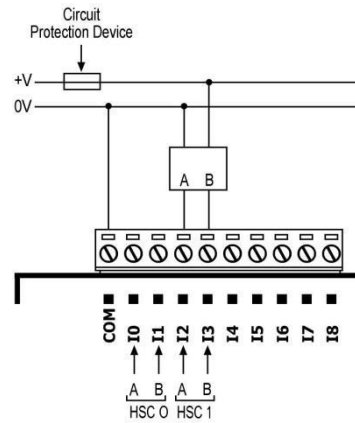 Circuit
Protection Device
+V
0V
A B
COM I0 I1 I2 I3 I4 I5 I6 I7 I8
A B A B
HSC 0 HSC 1